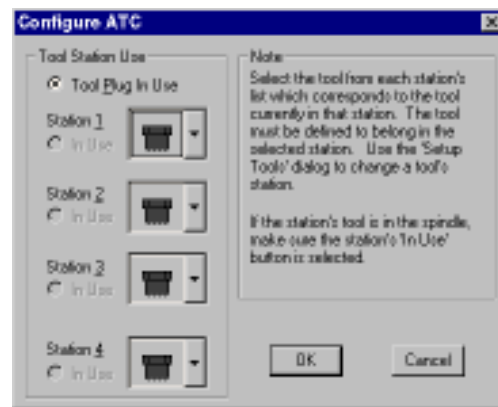 Configure ATC
Tool Station Use
Tool Plug In Use
Station 1
In Use
Station 2
In Use
Station 3
In Use
Station 4
In Use
Note
Select the tool from each station's
list which corresponds to the tool
currently in that station. The tool
must be defined to belong in the
selected station. Use the 'Setup
Tools' dialog to change a tool's
station.
If the station's tool is in the spindle,
make sure the station's 'In Use'
button is selected.
OK
Cancel